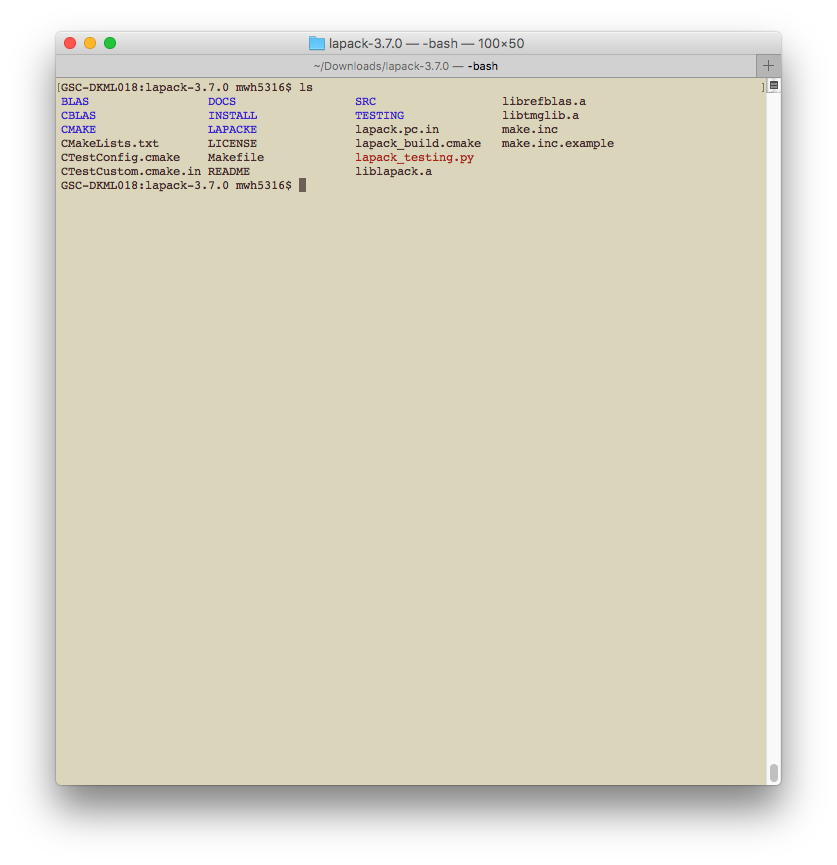 lapack-3.7.0 — -bash — 100×50
~/Downloads/lapack-3.7.0 — -bash
[GSC-DKML018:lapack-3.7.0 mwh5316$ ls ]
BLAS DOCS SRC librefblas.a
CBLAS INSTALL TESTING libtmglib.a
CMAKE LAPACKE lapack.pc.in make.inc
CMakeLists.txt LICENSE lapack_build.cmake make.inc.example
CTestConfig.cmake Makefile lapack_testing.py
CTestCustom.cmake.in README liblapack.a
GSC-DKML018:lapack-3.7.0 mwh5316$